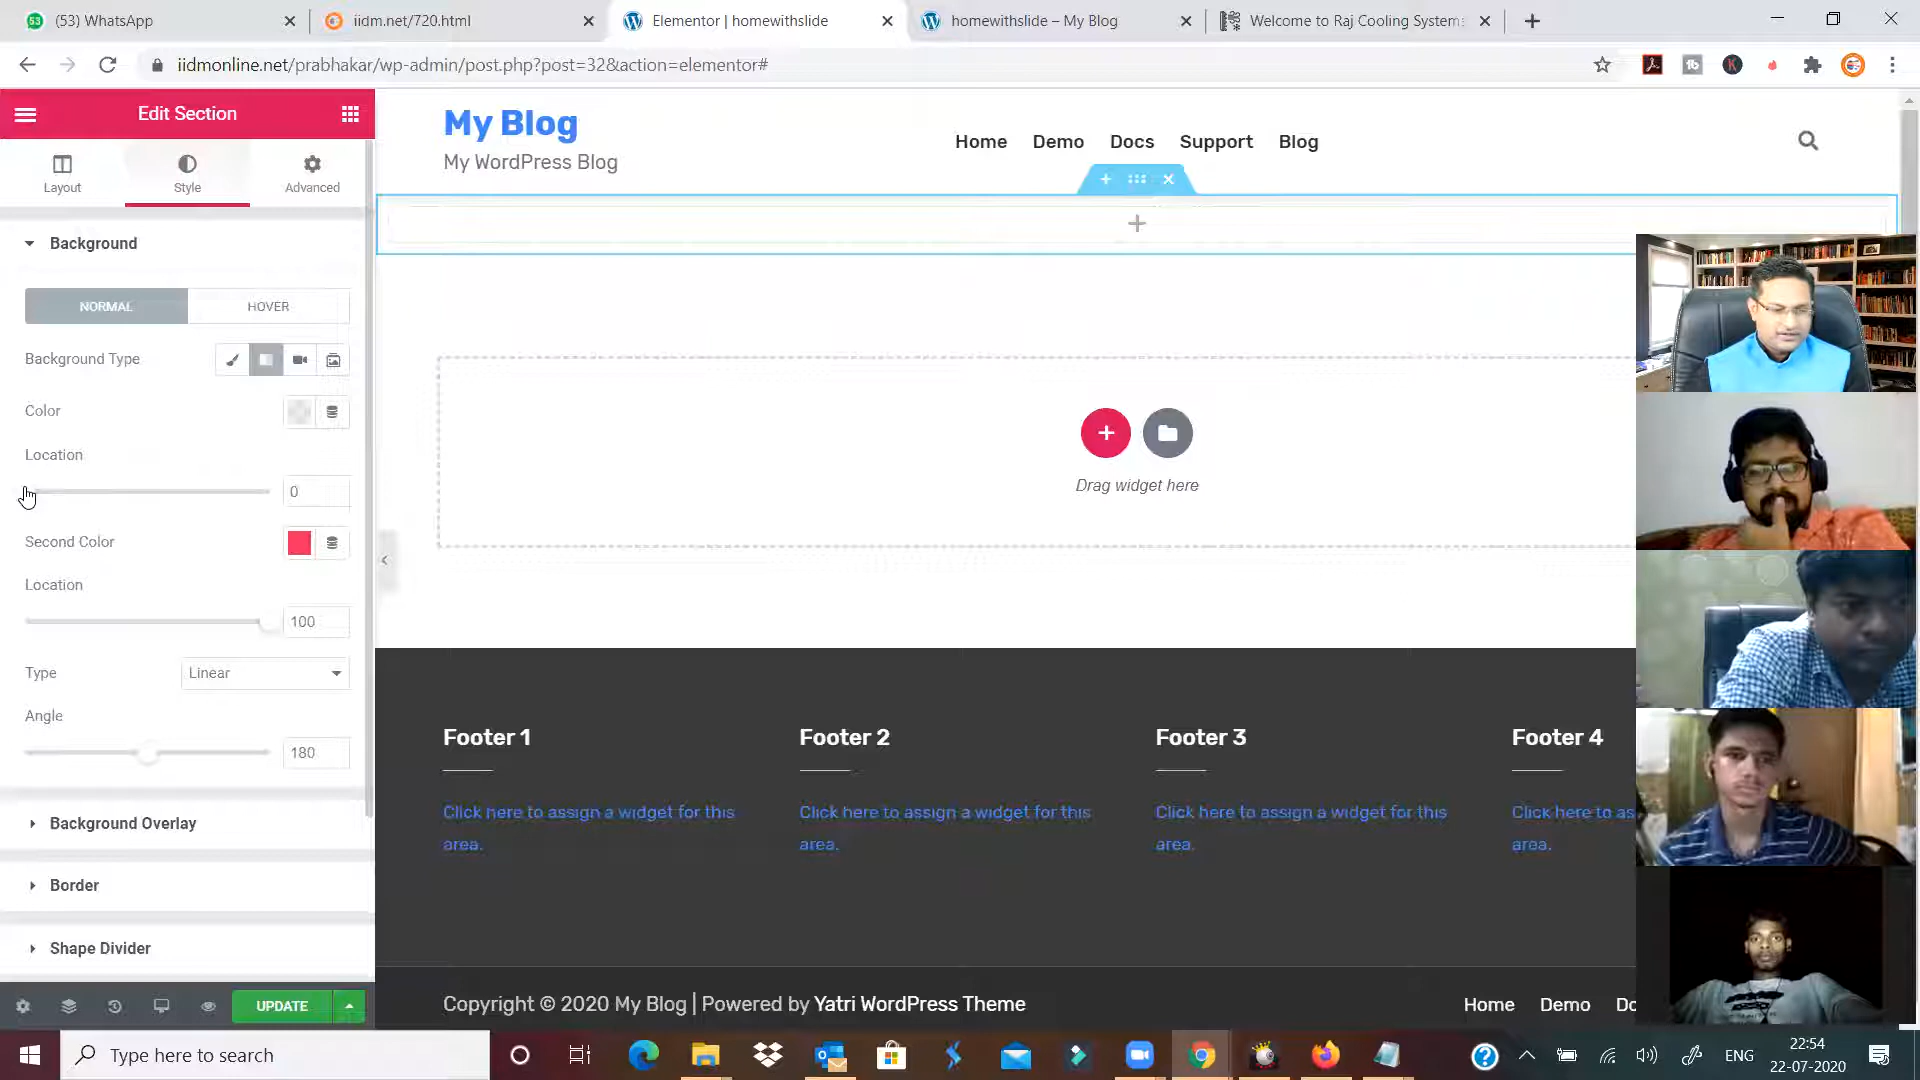 (53) WhatsApp
iidm.net/720.html
Elementor | homewithslide
homewithslide – My Blog
Welcome to Raj Cooling System
iidmonline.net/prabhakar/wp-admin/post.php?post=32&action=elementor#
Edit Section
Layout
Style
Advanced
Background
NORMAL
HOVER
Background Type
Color
Location
0
Second Color
Location
100
Type
Linear
Angle
180
Background Overlay
Border
Shape Divider
UPDATE
My Blog
My WordPress Blog
Home
Demo
Docs
Support
Blog
Drag widget here
Footer 1
Click here to assign a widget for this
area.
Footer 2
Click here to assign a widget for this
area.
Footer 3
Click here to assign a widget for this
area.
Footer 4
Click here to as
area.
Copyright © 2020 My Blog | Powered by Yatri WordPress Theme
Home
Demo
Do
Type here to search
ENG
22:54
22-07-2020